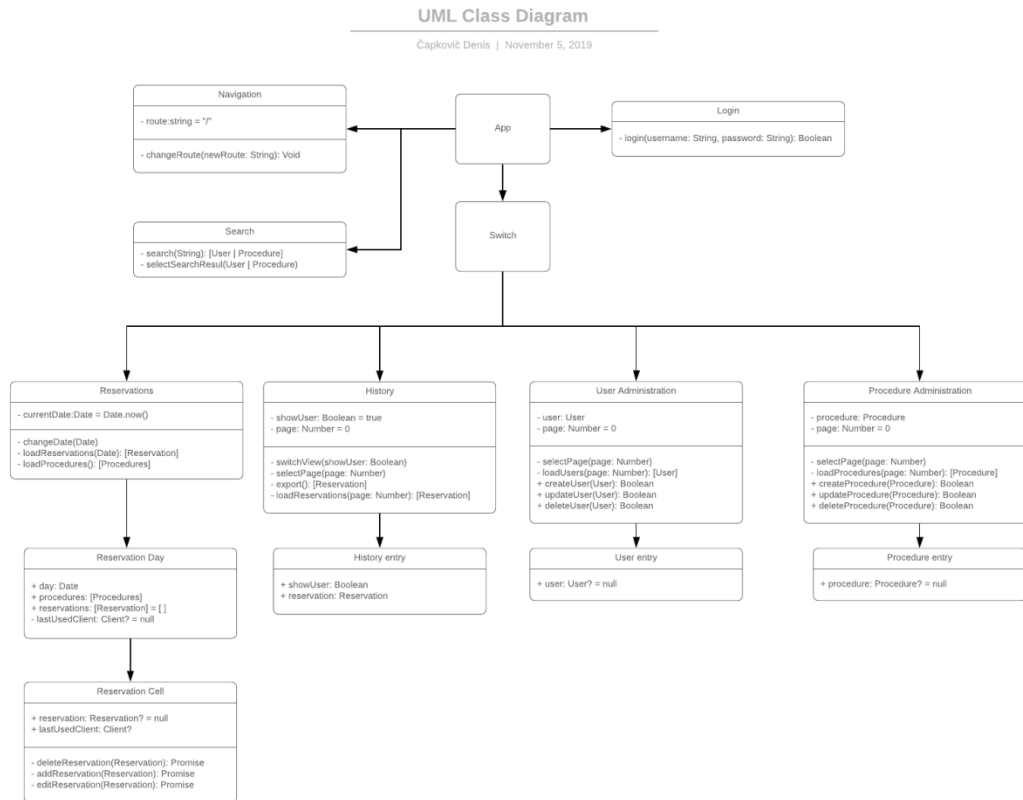 UML Class Diagram
Čapkovič Denis | November 5, 2019
Navigation
- route:string = "/"
- changeRoute(newRoute: String): Void
App
Login
- login(username: String, password: String): Boolean
Search
- search(String): [User | Procedure]
- selectSearchResul(User | Procedure)
Switch
Reservations
- currentDate:Date = Date.now()
- changeDate(Date)
- loadReservations(Date): [Reservation]
- loadProcedures(): [Procedures]
History
- showUser: Boolean = true
- page: Number = 0
- switchView(showUser: Boolean)
- selectPage(page: Number)
- export(): [Reservation]
- loadReservations(page: Number): [Reservation]
User Administration
- user: User
- page: Number = 0
- selectPage(page: Number)
- loadUsers(page: Number): [User]
+ createUser(User): Boolean
+ updateUser(User): Boolean
+ deleteUser(User): Boolean
Procedure Administration
- procedure: Procedure
- page: Number = 0
- selectPage(page: Number)
- loadProcedures(page: Number): [Procedure]
+ createProcedure(Procedure): Boolean
+ updateProcedure(Procedure): Boolean
+ deleteProcedure(Procedure): Boolean
Reservation Day
+ day: Date
+ procedures: [Procedures]
+ reservations: [Reservation] = [ ]
- lastUsedClient: Client? = null
History entry
+ showUser: Boolean
+ reservation: Reservation
User entry
+ user: User? = null
Procedure entry
+ procedure: Procedure? = null
Reservation Cell
+ reservation: Reservation? = null
+ lastUsedClient: Client?
- deleteReservation(Reservation): Promise
- addReservation(Reservation): Promise
- editReservation(Reservation): Promise